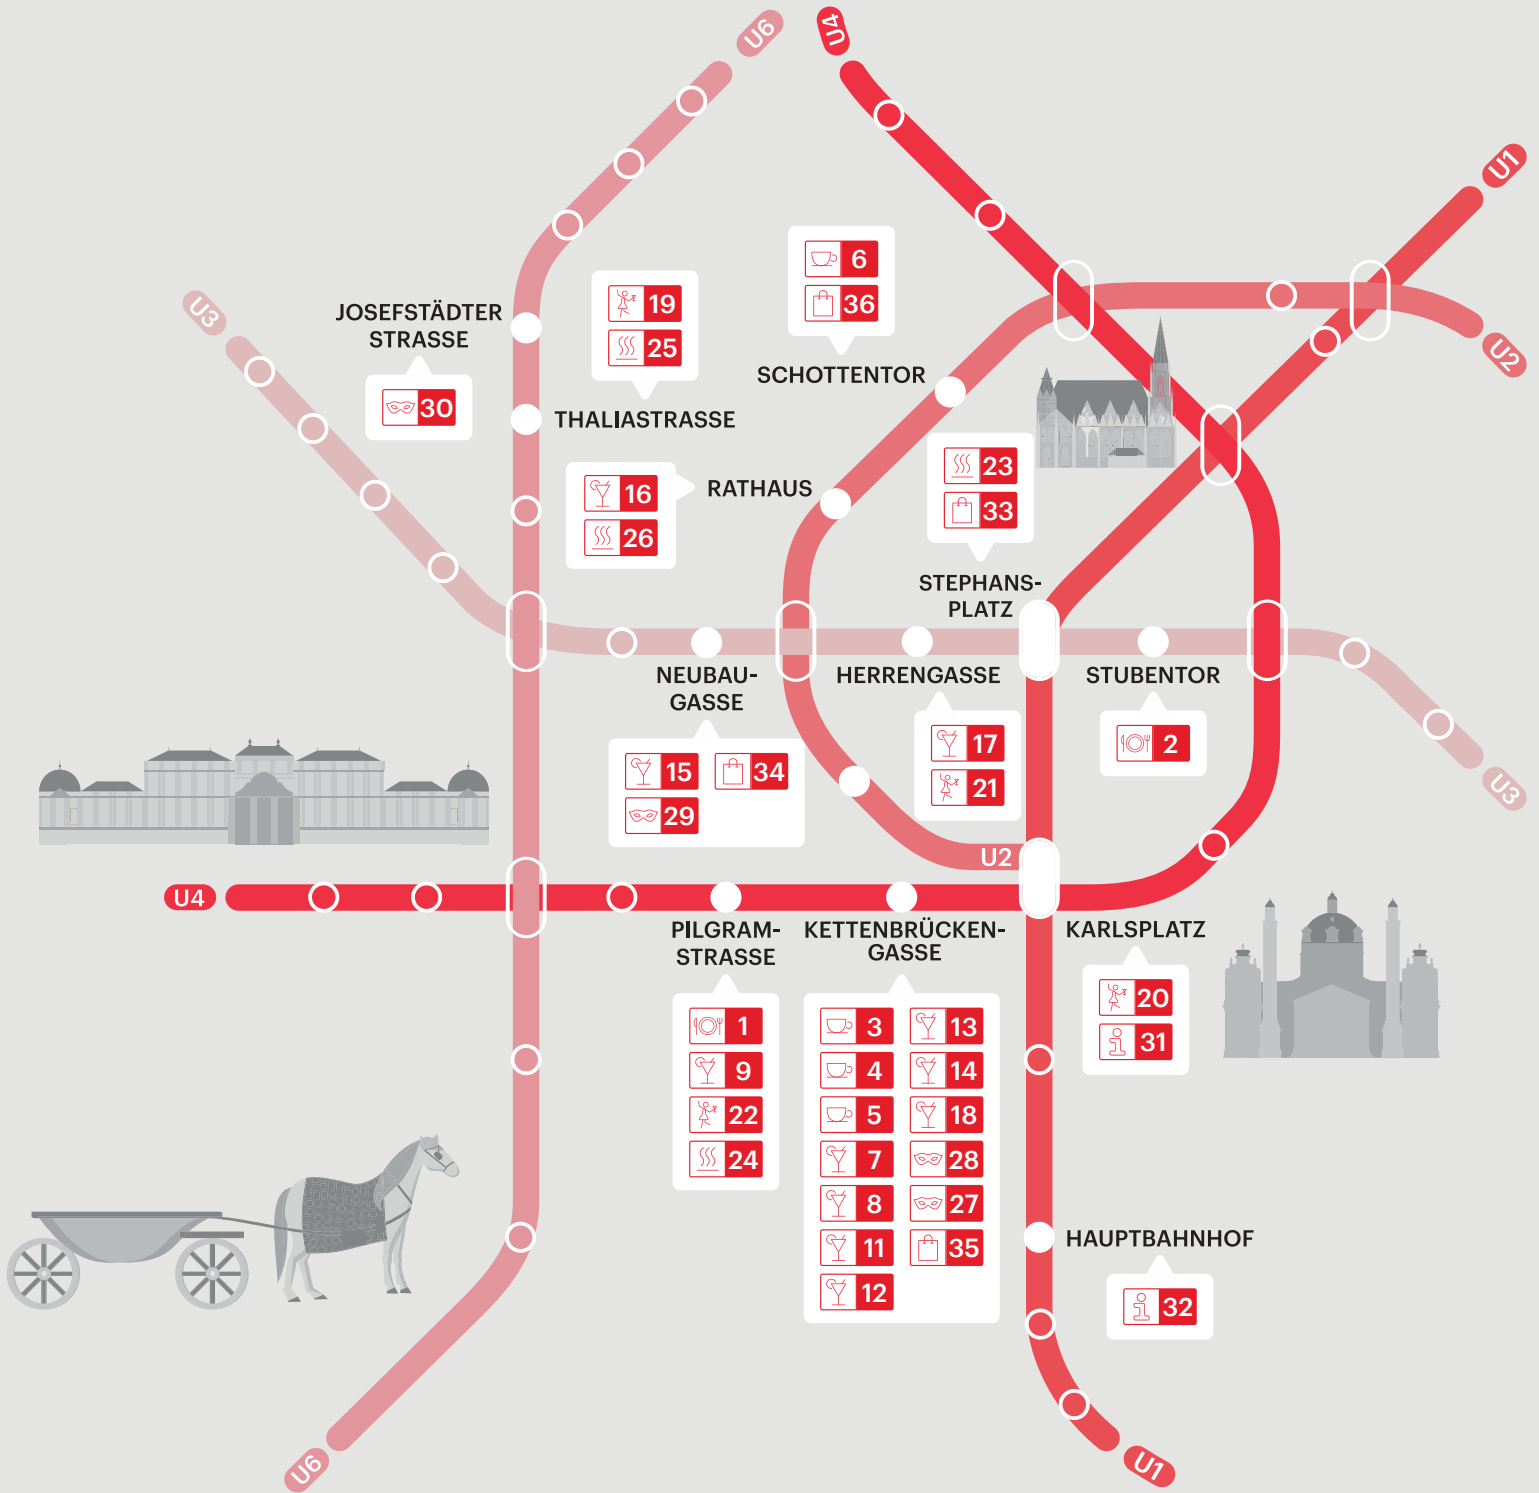 U6
U4
U1
U3
U2
JOSEFSTÄDTER
STRASSE
30
19
25
THALIASTRASSE
6
36
SCHOTTENTOR
16
26
RATHAUS
23
33
STEPHANS-
PLATZ
NEUBAU-
GASSE
15 34
29
HERRENGASSE
17
21
STUBENTOR
2
U3
U2
U4
PILGRAM-
STRASSE
1
9
22
24
KETTENBRÜCKEN-
GASSE
3 13
4 14
5 18
7 28
8 27
11 35
12
KARLSPLATZ
20
31
HAUPTBAHNHOF
32
U6
U1